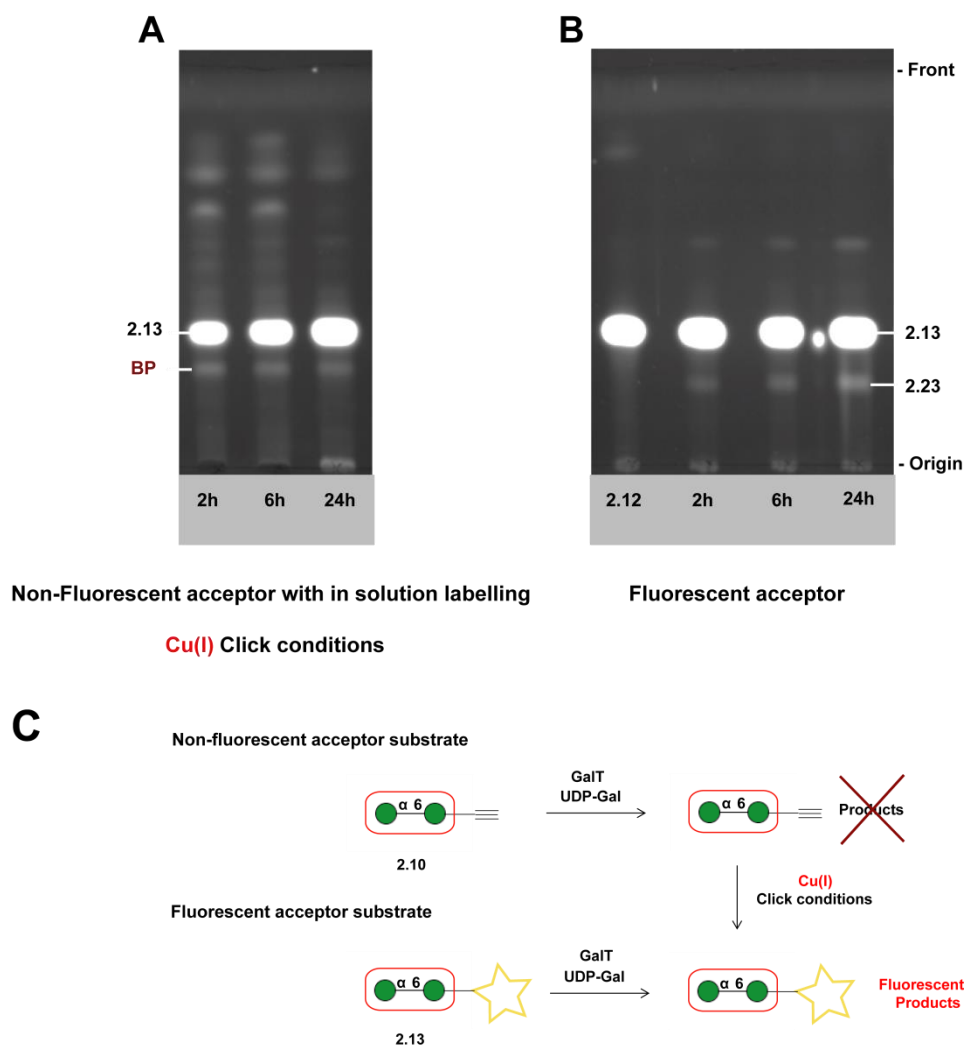 A
B
- Front
2.13
BP
2.13
2.23
- Origin
2h 6h 24h
2.12 2h 6h 24h
Non-Fluorescent acceptor with in solution labelling
Fluorescent acceptor
Cu(I) Click conditions
C
Non-fluorescent acceptor substrate
GalT
UDP-Gal
α 6
α 6
Products
2.10
Cu(I)
Click conditions
Fluorescent acceptor substrate
GalT
UDP-Gal
α 6
α 6
Fluorescent
Products
2.13